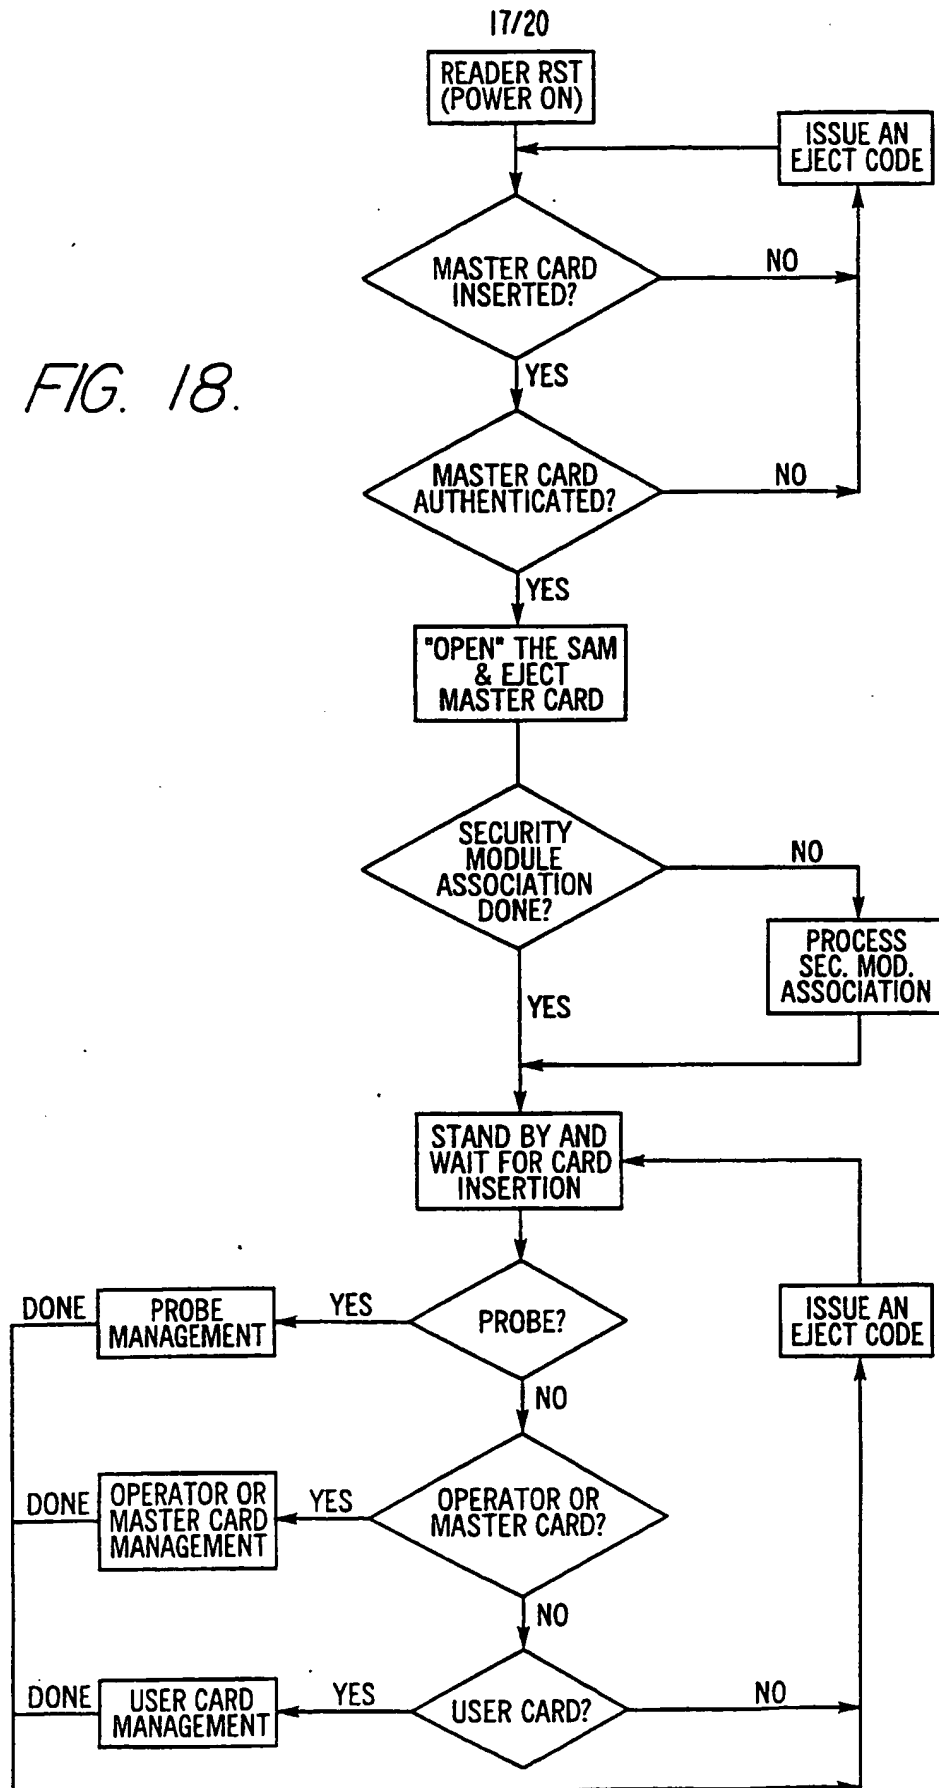 17/20
READER RST
(POWER ON)
ISSUE AN
EJECT CODE
MASTER CARD
INSERTED?
NO
YES
FIG. 18.
MASTER CARD
AUTHENTICATED?
NO
YES
"OPEN" THE SAM
& EJECT
MASTER CARD
SECURITY
MODULE
ASSOCIATION
DONE?
NO
PROCESS
SEC. MOD.
ASSOCIATION
YES
STAND BY AND
WAIT FOR CARD
INSERTION
DONE
PROBE
MANAGEMENT
YES
PROBE?
ISSUE AN
EJECT CODE
NO
DONE
OPERATOR OR
MASTER CARD
MANAGEMENT
YES
OPERATOR OR
MASTER CARD?
NO
DONE
USER CARD
MANAGEMENT
YES
USER CARD?
NO